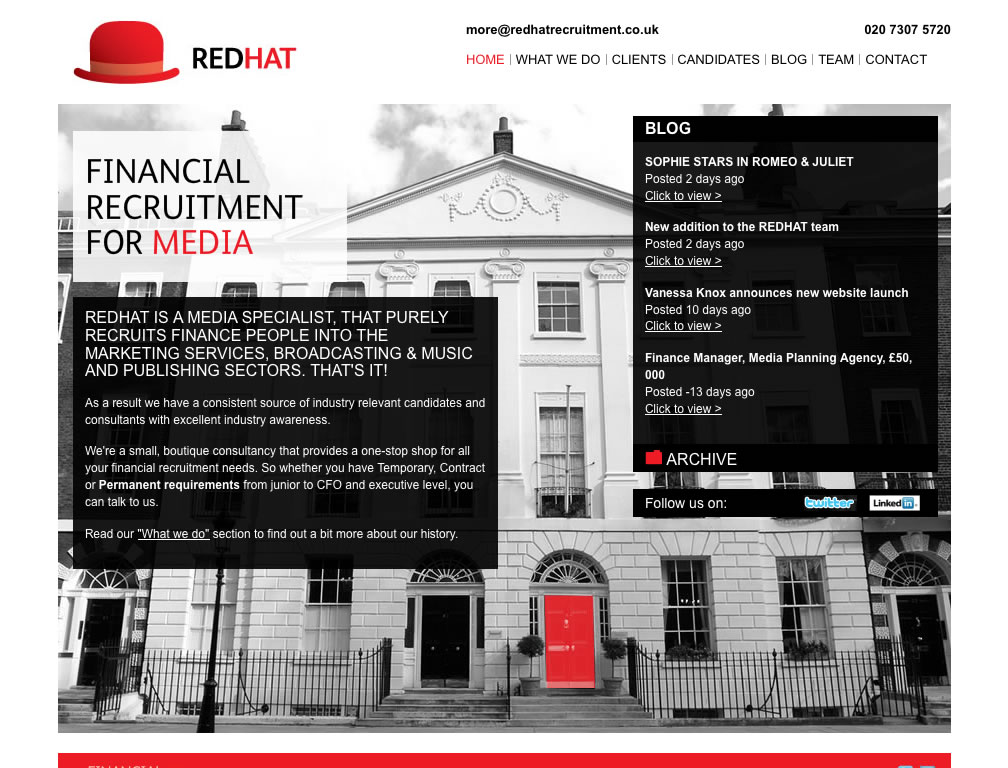 REDHAT
more@redhatrecruitment.co.uk
020 7307 5720
HOME | WHAT WE DO | CLIENTS | CANDIDATES | BLOG | TEAM | CONTACT
FINANCIAL
RECRUITMENT
FOR MEDIA
REDHAT IS A MEDIA SPECIALIST, THAT PURELY
RECRUITS FINANCE PEOPLE INTO THE
MARKETING SERVICES, BROADCASTING & MUSIC
AND PUBLISHING SECTORS. THAT'S IT!
As a result we have a consistent source of industry relevant candidates and
consultants with excellent industry awareness.
We're a small, boutique consultancy that provides a one-stop shop for all
your financial recruitment needs. So whether you have Temporary, Contract
or Permanent requirements from junior to CFO and executive level, you
can talk to us.
Read our "What we do" section to find out a bit more about our history.
BLOG
SOPHIE STARS IN ROMEO & JULIET
Posted 2 days ago
Click to view >
New addition to the REDHAT team
Posted 2 days ago
Click to view >
Vanessa Knox announces new website launch
Posted 10 days ago
Click to view >
Finance Manager, Media Planning Agency, £50,
000
Posted -13 days ago
Click to view >
ARCHIVE
Follow us on:
twitter
Linked in
FINANCIAL